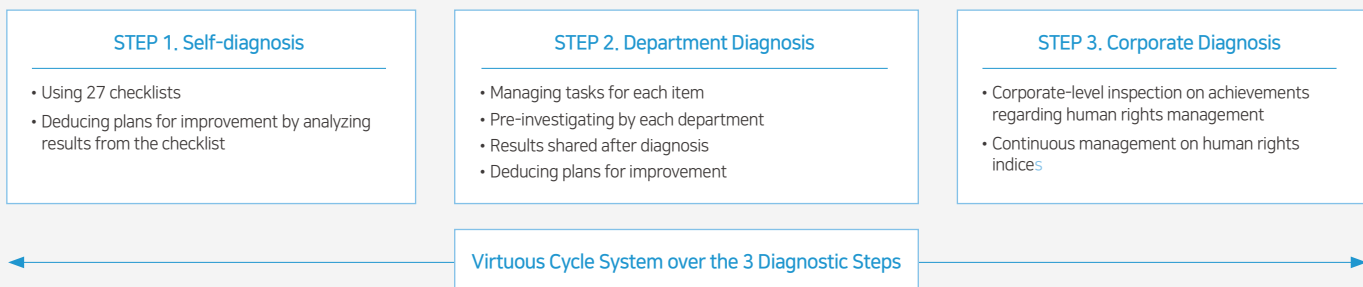 STEP 1. Self-diagnosis
• Using 27 checklists
• Deducing plans for improvement by analyzing
results from the checklist
STEP 2. Department Diagnosis
• Managing tasks for each item
• Pre-investigating by each department
• Results shared after diagnosis
• Deducing plans for improvement
STEP 3. Corporate Diagnosis
• Corporate-level inspection on achievements
regarding human rights management
• Continuous management on human rights
indices
Virtuous Cycle System over the 3 Diagnostic Steps